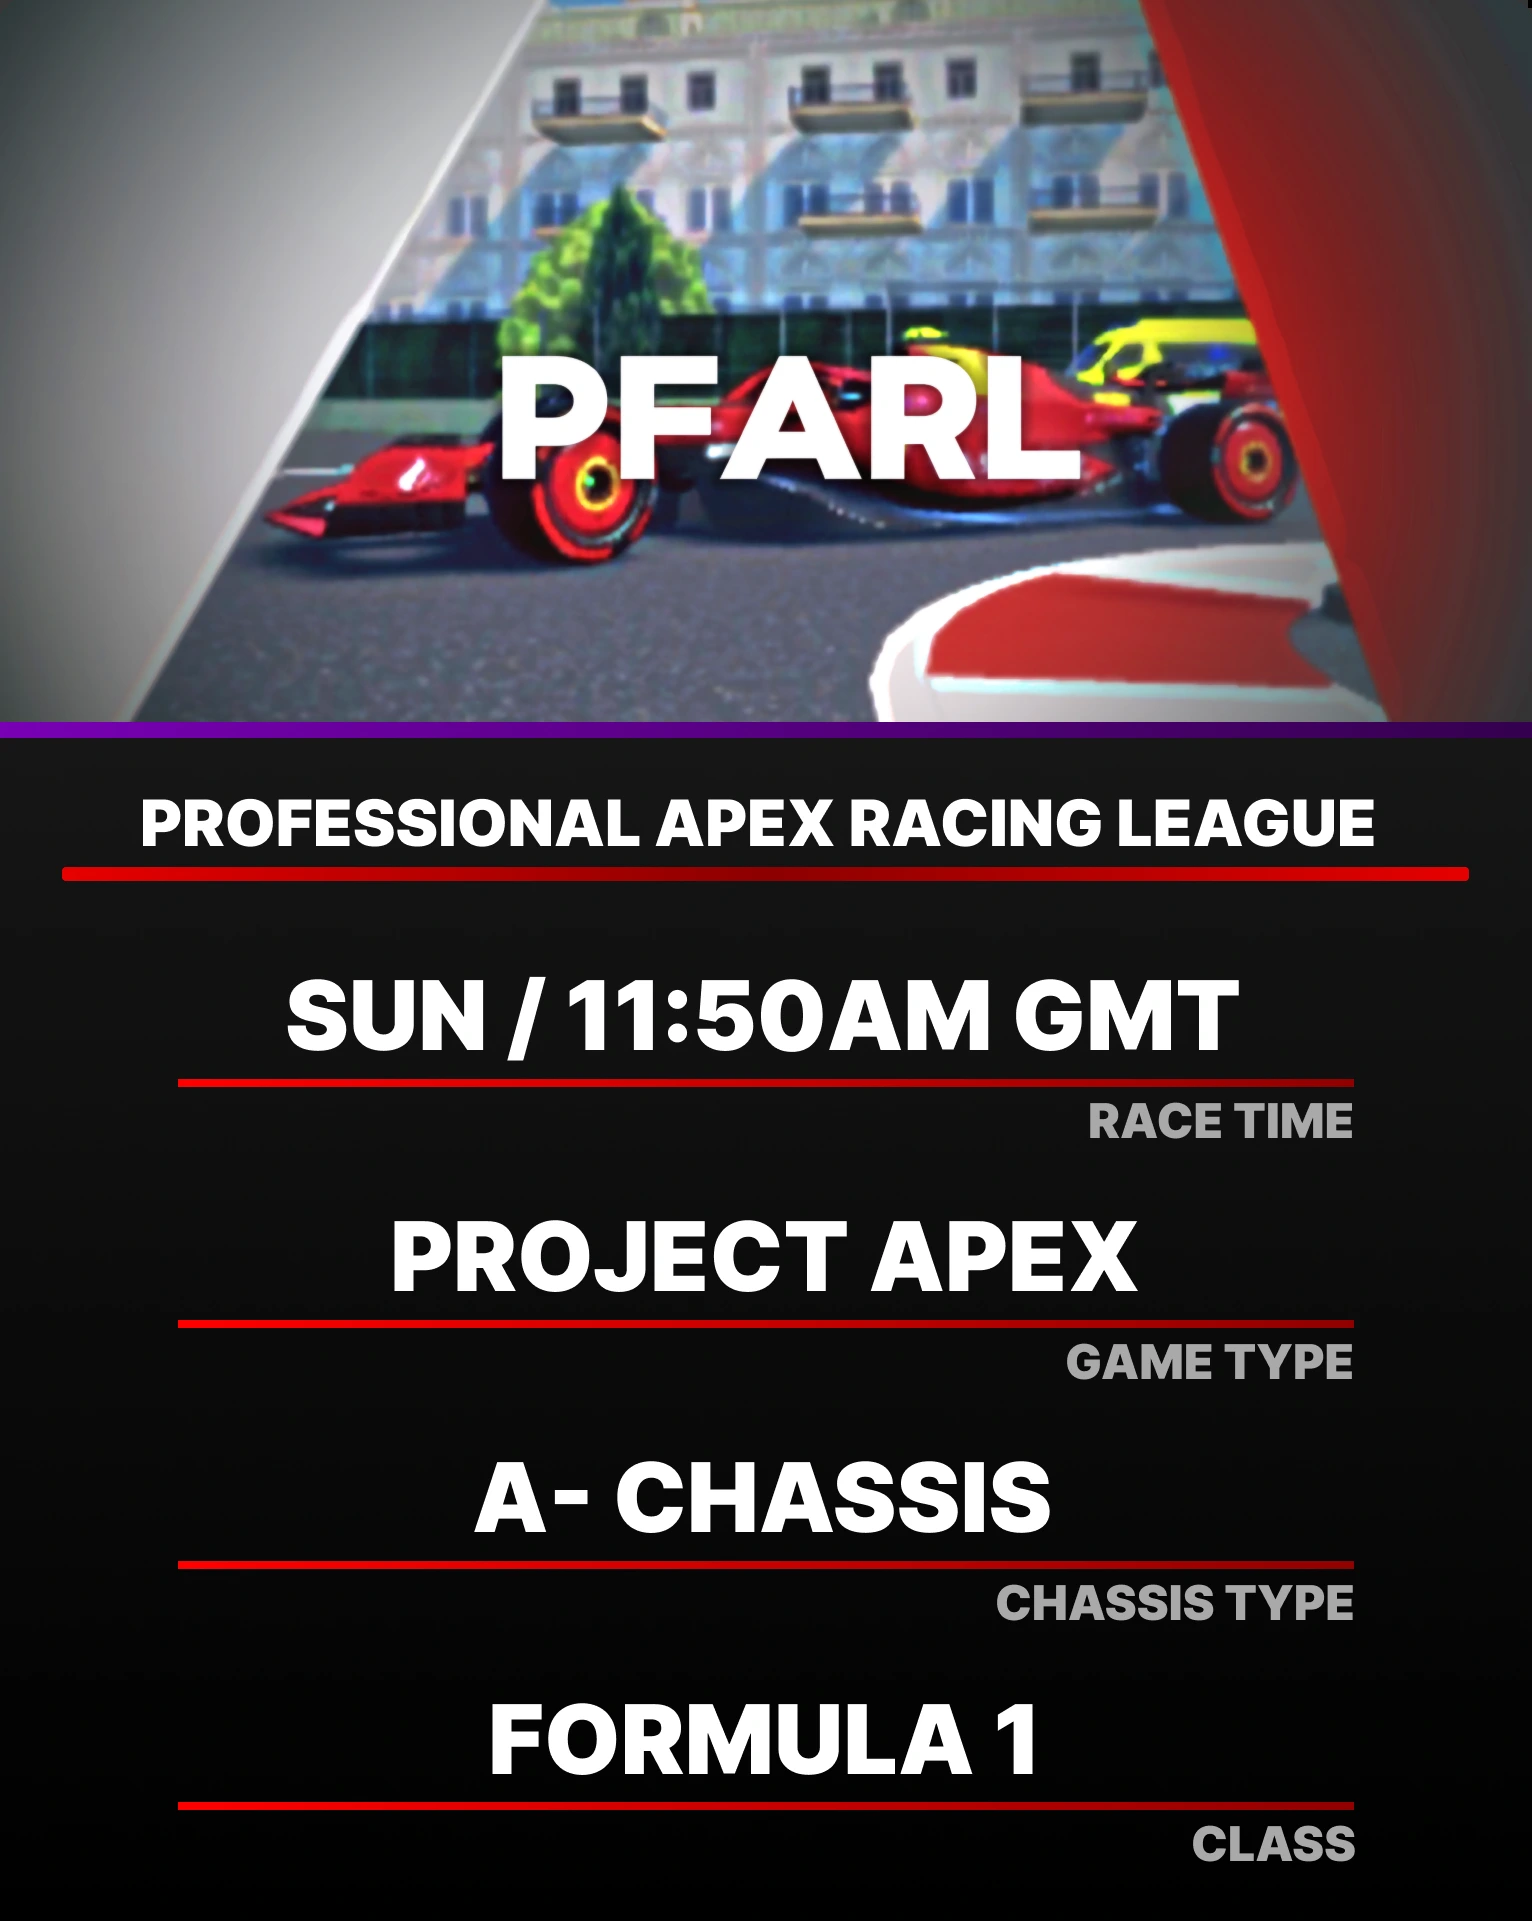 PFARL
PROFESSIONAL APEX RACING LEAGUE
SUN / 11:50AM GMT
RACE TIME
PROJECT APEX
GAME TYPE
A- CHASSIS
CHASSIS TYPE
FORMULA 1
CLASS